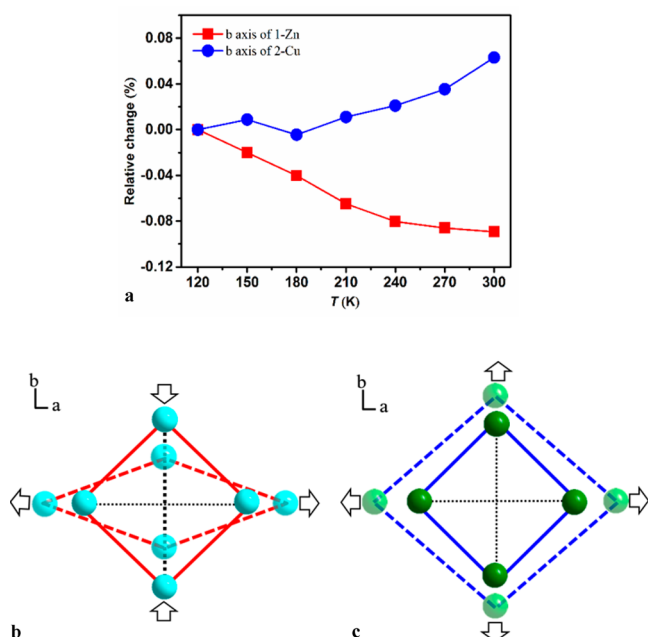 b axis of 1-Zn
b axis of 2-Cu
Relative change (%)
0.08
0.04
0.00
-0.04
-0.08
-0.12
120 150 180 210 240 270 300
T (K)
a
b
a
b
a
b
c